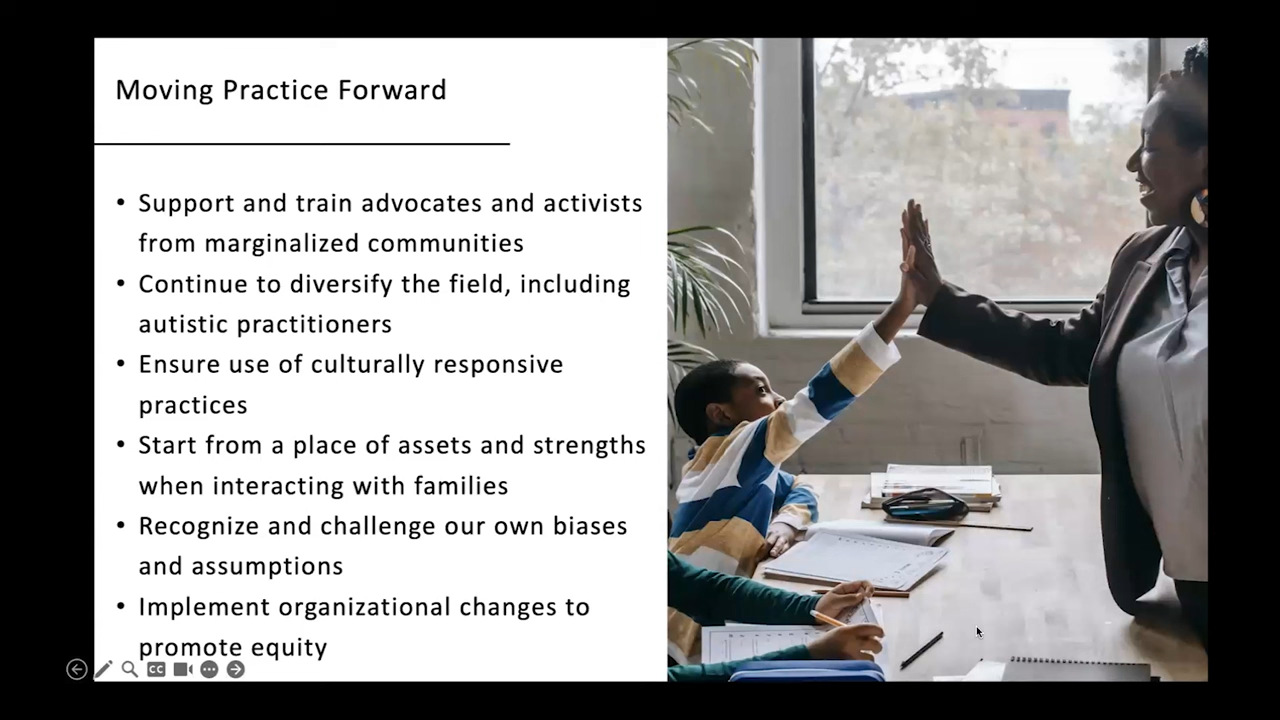 Moving Practice Forward
• Support and train advocates and activists
from marginalized communities
• Continue to diversify the field, including
autistic practitioners
• Ensure use of culturally responsive
practices
• Start from a place of assets and strengths
when interacting with families
• Recognize and challenge our own biases
and assumptions
• Implement organizational changes to
promote equity
CC